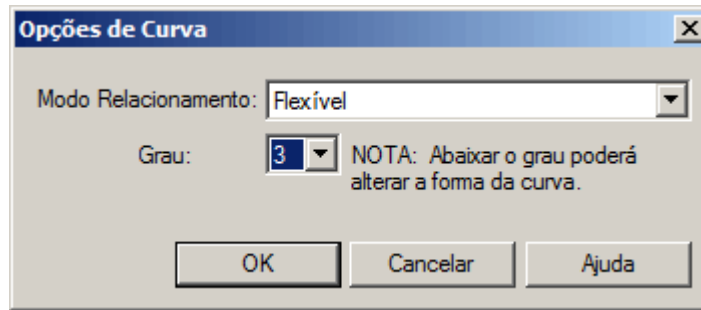 Opções de Curva
Modo Relacionamento: Flexível
Grau: 3 NOTA: Abaixar o grau poderá
alterar a forma da curva.
OK Cancelar Ajuda